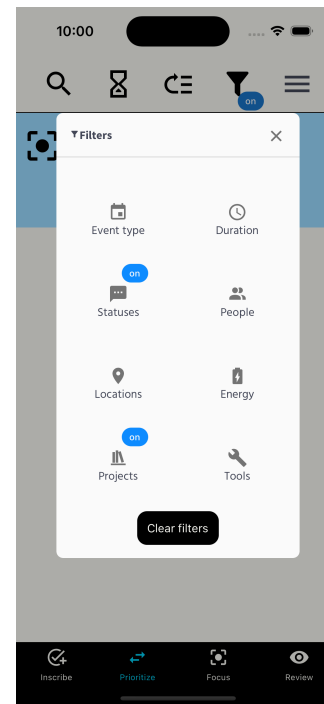 10:00
on
Filters
Event type Duration
on
Statuses People
Locations Energy
on
Projects Tools
Clear filters
Inscribe Prioritize Focus Review